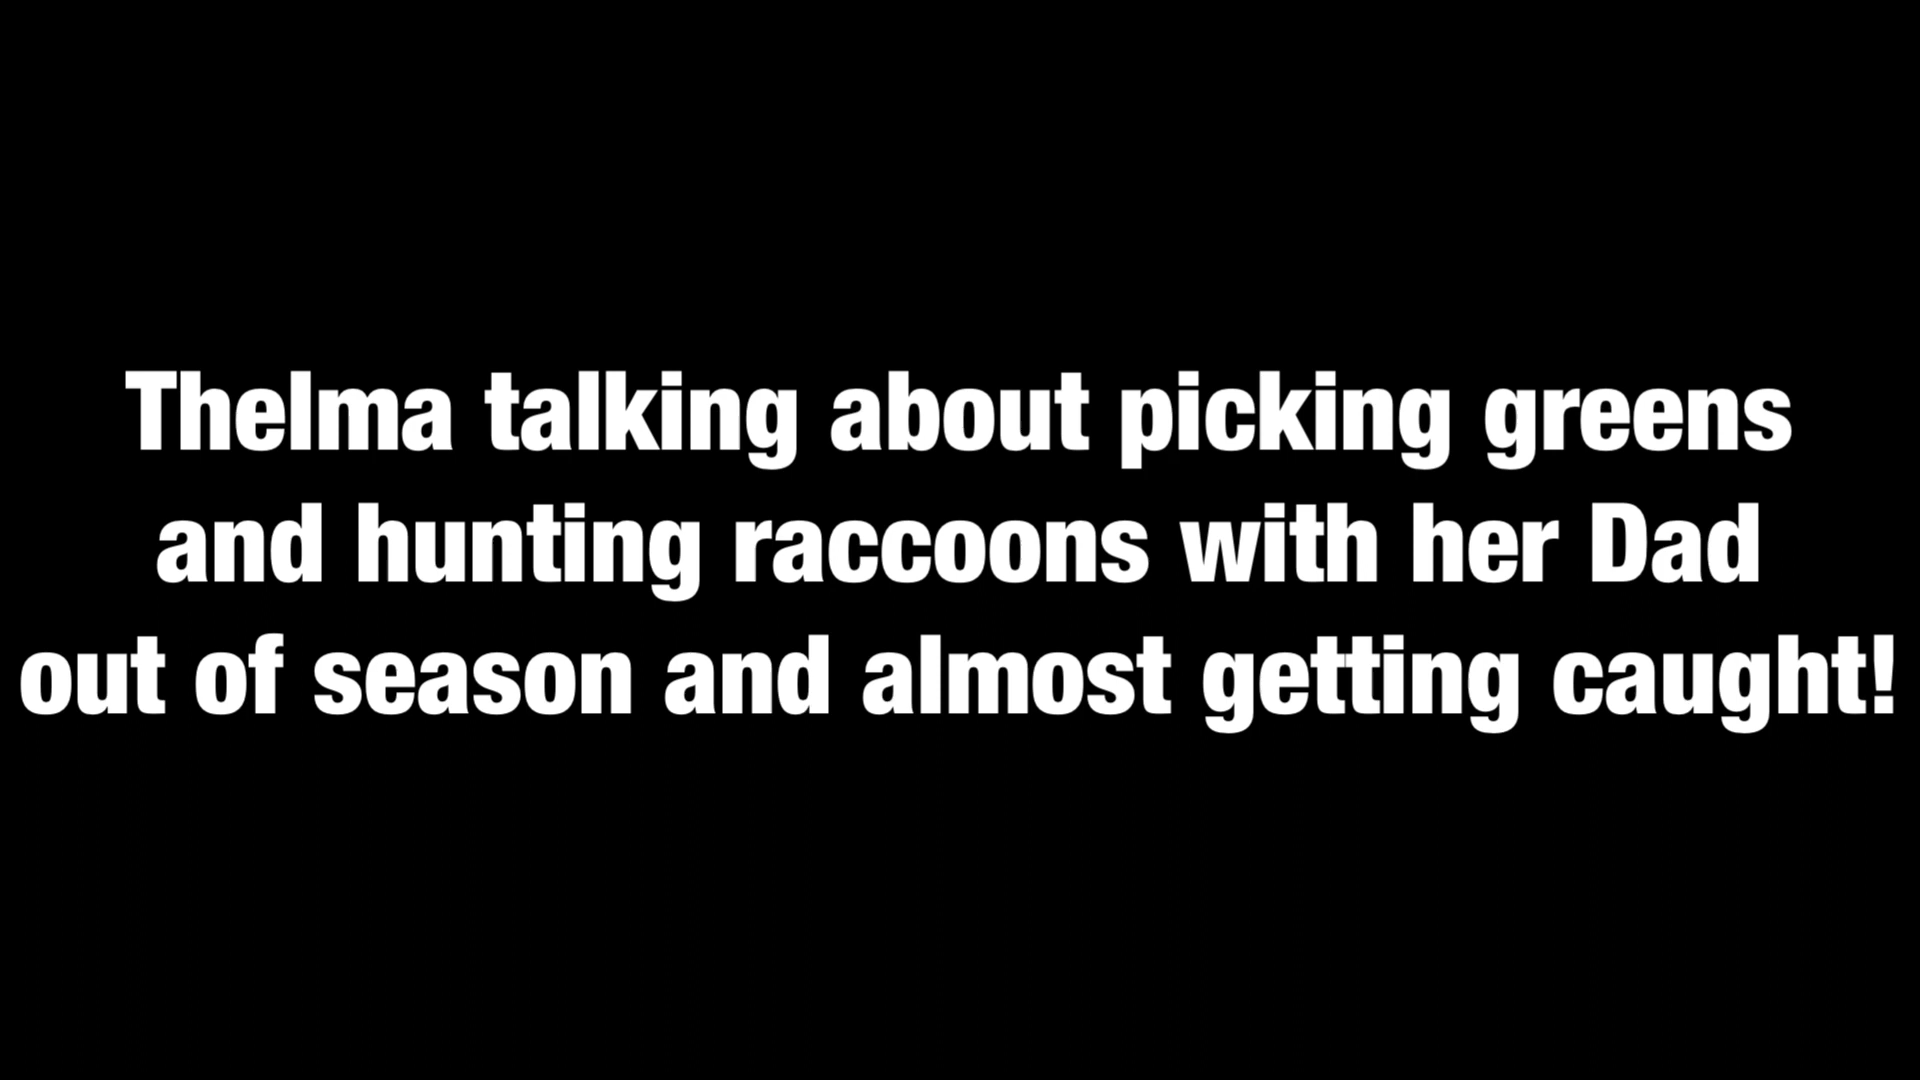 Thelma talking about picking greens
and hunting raccoons with her Dad
out of season and almost getting caught!